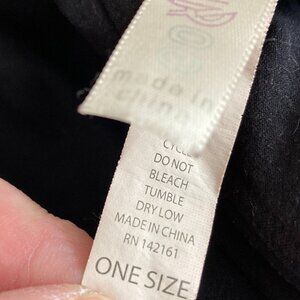 made in
china
CYCLE
DO NOT
BLEACH
TUMBLE
DRY LOW
MADE IN CHINA
RN 142161
ONE SIZE